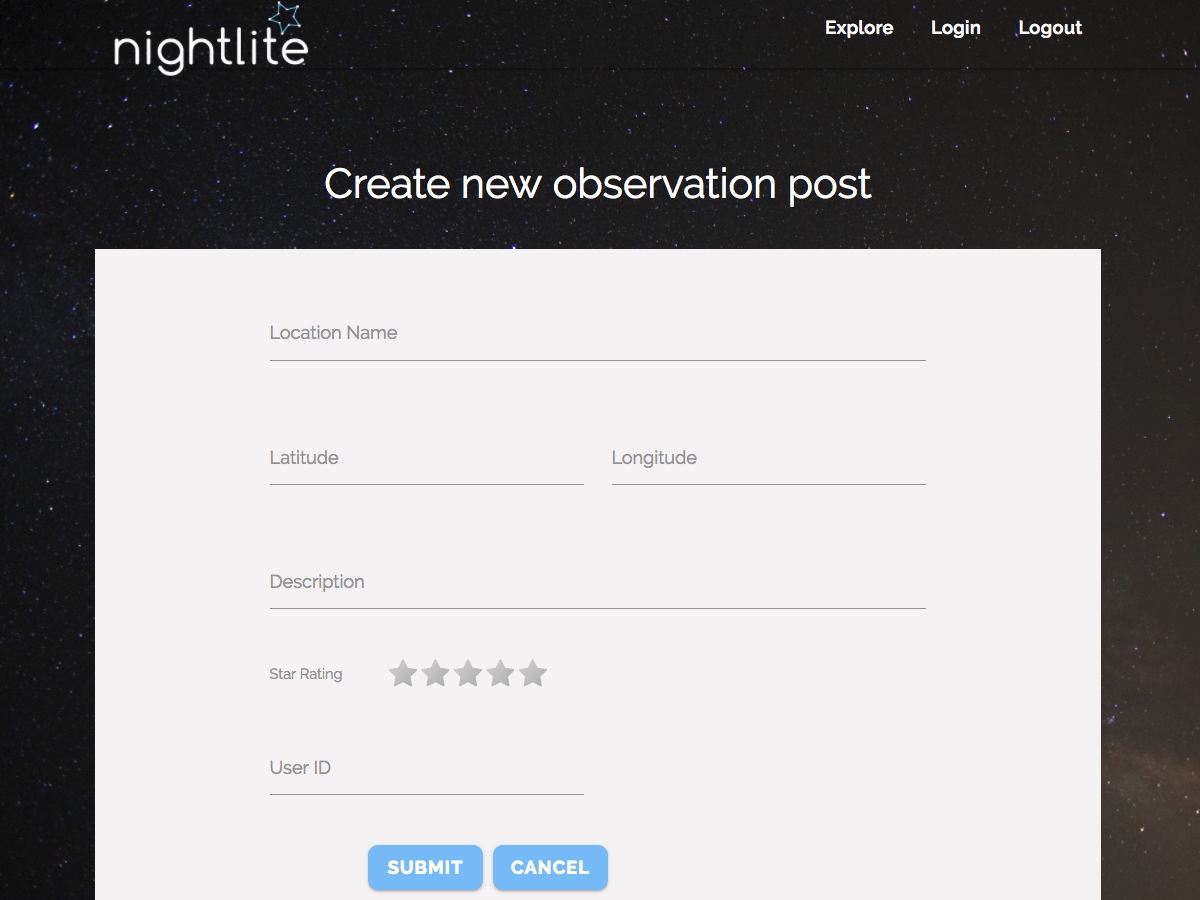 nightlite
Explore Login Logout
Create new observation post
Location Name
Latitude Longitude
Description
Star Rating
User ID
SUBMIT CANCEL